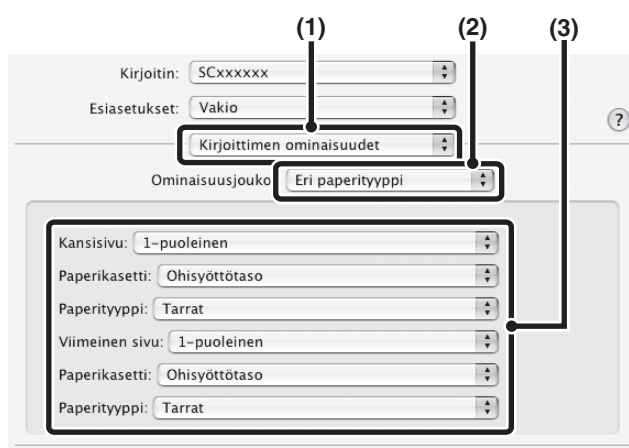 (1) (2) (3)
Kirjoitin: SCxxxxxx
?
Esiasetukset: Vakio
Kirjoittimen ominaisuudet
Ominaisuusjouko Eri paperityyppi
Kansisivu: 1-puoleinen
Paperikasetti: Ohisyöttötaso
Paperityyppi: Tarrat
Viimeinen sivu: 1-puoleinen
Paperikasetti: Ohisyöttötaso
Paperityyppi: Tarrat